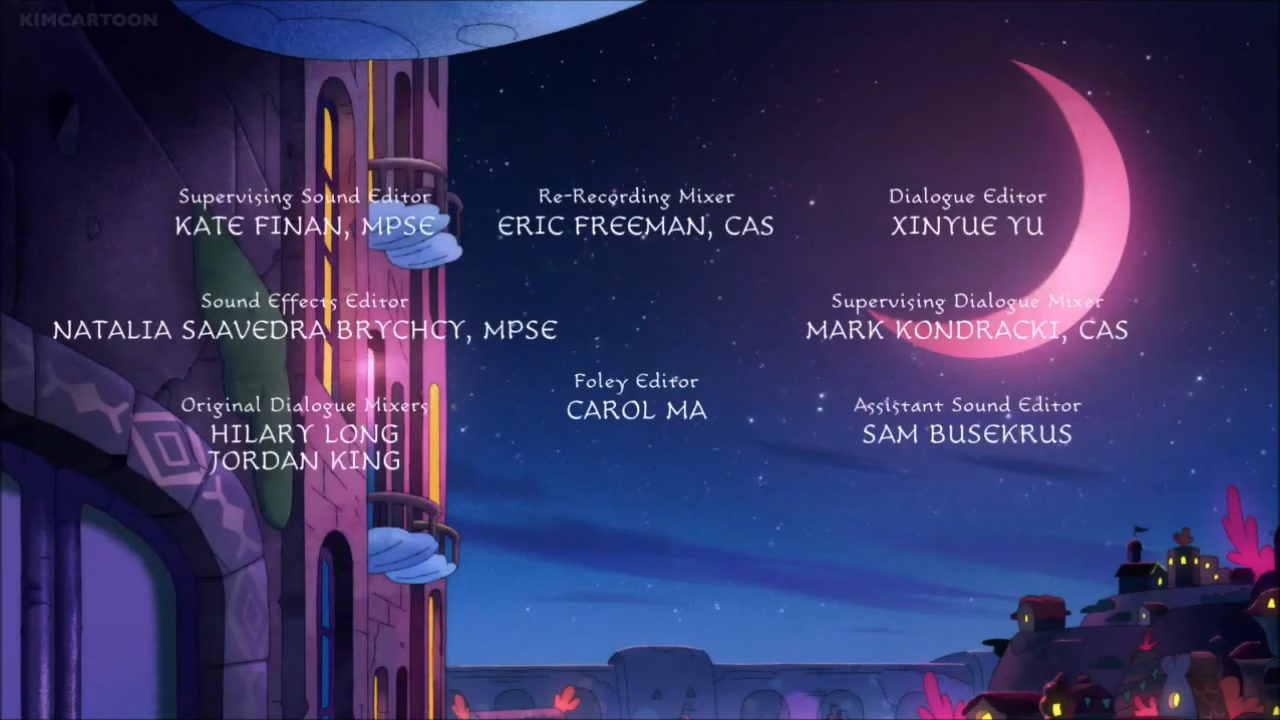 KIMCARTOON
Supervising Sound Editor
KATE FINAN, MPSE
Re-Recording Mixer
ERIC FREEMAN, CAS
Dialogue Editor
XINYUE YU
Sound Effects Editor
NATALIA SAAVEDRA BRYCHCY, MPSE
Supervising Dialogue Mixer
MARK KONDRACKI, CAS
Foley Editor
CAROL MA
Original Dialogue Mixers
HILARY LONG
JORDAN KING
Assistant Sound Editor
SAM BUSEKRUS